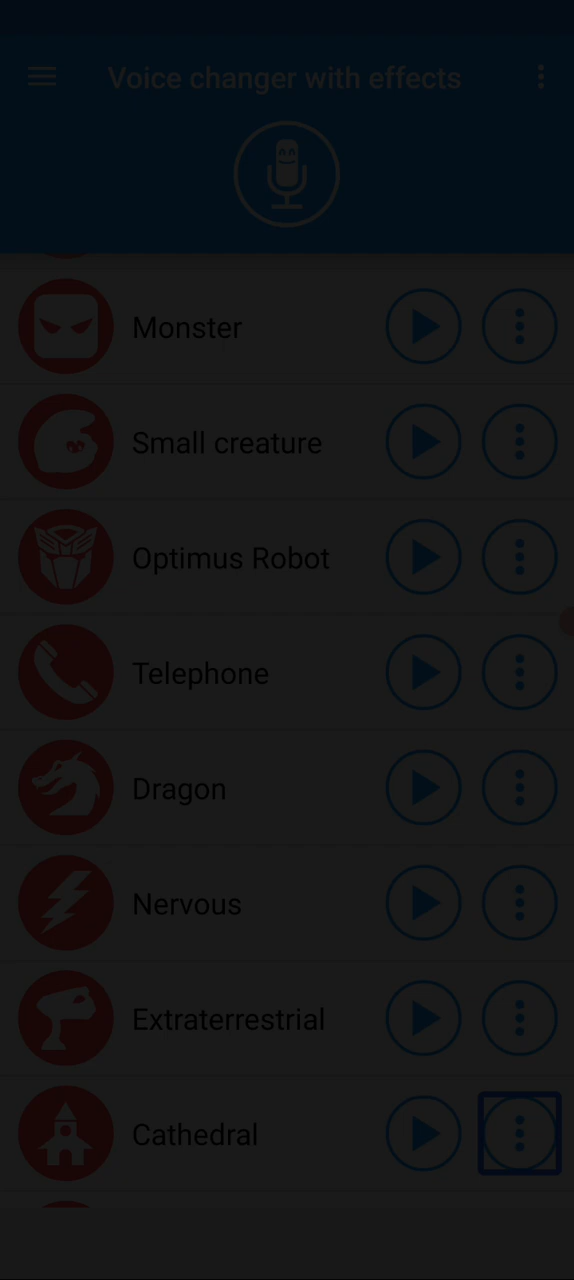 Voice changer with effects
Monster
Small creature
Optimus Robot
Telephone
Dragon
Nervous
Extraterrestrial
Cathedral